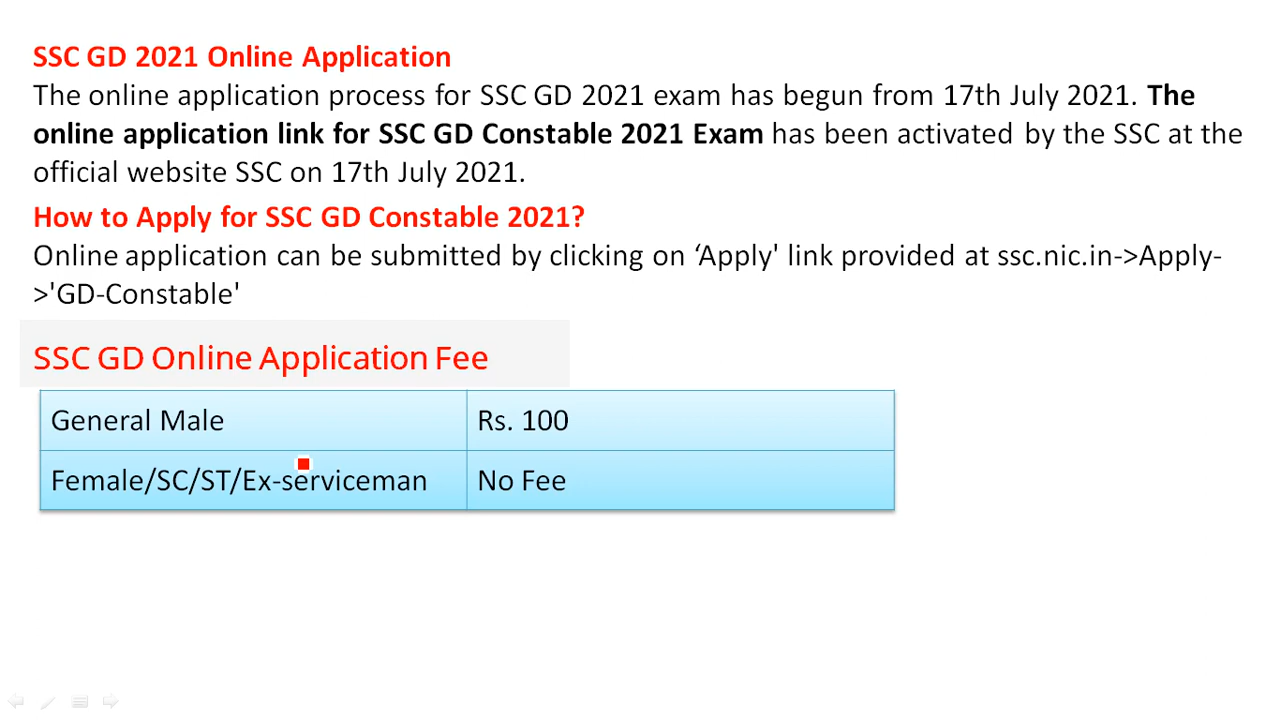 SSC GD 2021 Online Application
The online application process for SSC GD 2021 exam has begun from 17th July 2021. The
online application link for SSC GD Constable 2021 Exam has been activated by the SSC at the
official website SSC on 17th July 2021.
How to Apply for SSC GD Constable 2021?
Online application can be submitted by clicking on ‘Apply' link provided at ssc.nic.in->Apply-
>'GD-Constable'
SSC GD Online Application Fee
General Male Rs. 100
Female/SC/ST/Ex-serviceman No Fee